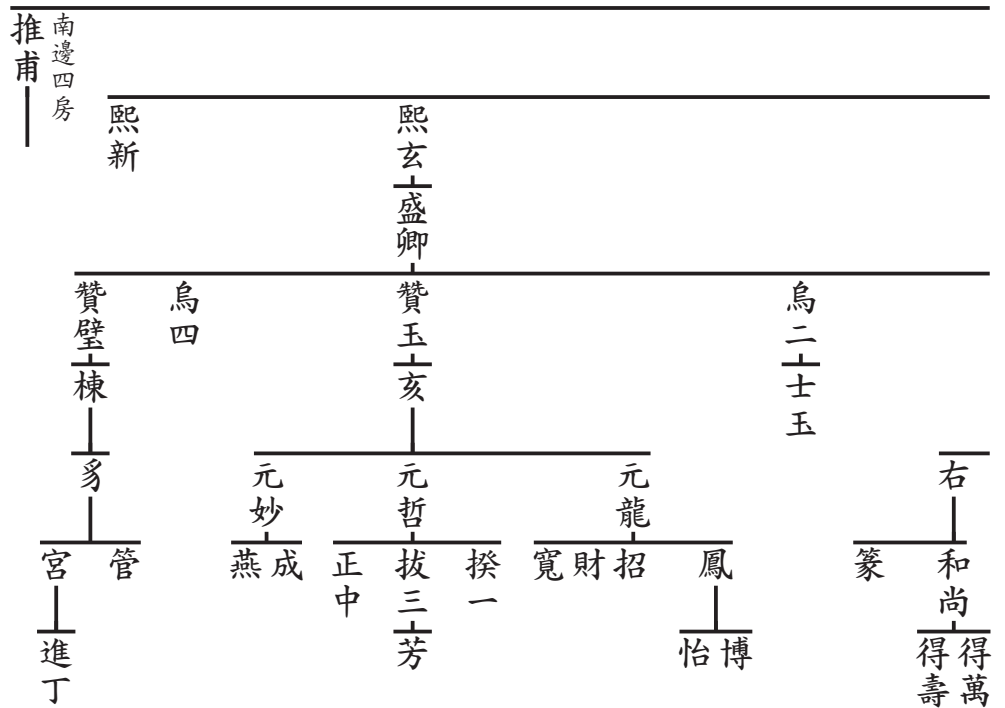 南邊四房
推甫
熙玄
熙新
盛卿
烏二
贊玉
烏四
贊璧
士玉
亥
棟
右
元龍
元哲
元妙
豸
和尚
篆
鳳
招
財
寬
揆一
拔三
正中
成
燕
管
宮
得萬
得壽
博
怡
芳
進丁